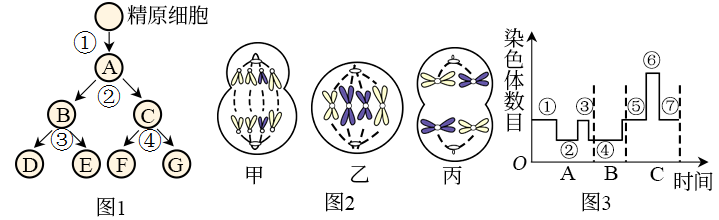 精原细胞
①
A
②
B
C
③
④
D
E
F
G
图1
甲
乙
丙
图2
染色体数目
①
②
③
④
⑤
⑥
⑦
O
A
B
C
时间
图3